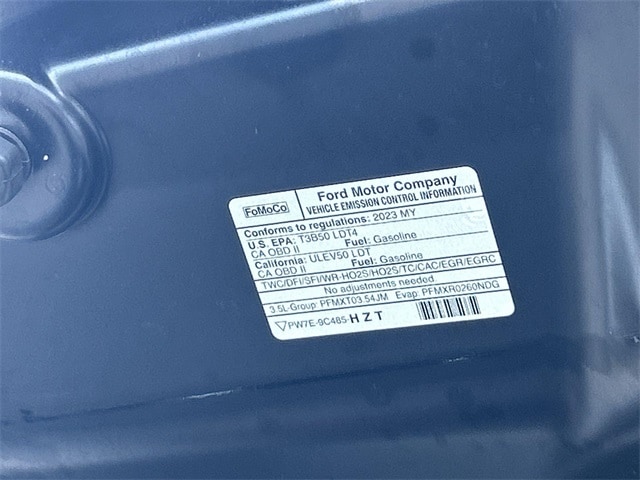 FoMoCo
Ford Motor Company
VEHICLE EMISSION CONTROL INFORMATION
Conforms to regulations: 2023 MY
U.S. EPA: T3B50 LDT4
CA OBD II Fuel: Gasoline
California: ULEV50 LDT
CA OBD II Fuel: Gasoline
TWC/DFI/SFI/WR-HO2S/HO2S/TC/CAC/EGR/EGRC
No adjustments needed
3.5L-Group: PFMXT03.54JM Evap: PFMXR0260NDG
PW7E-9C485-HZT